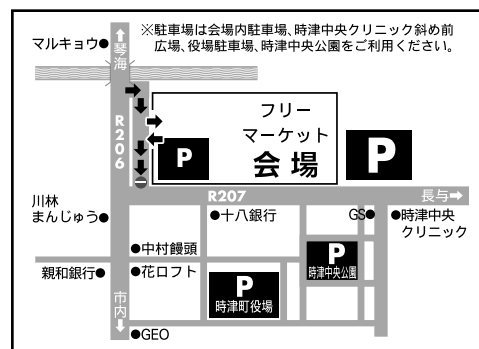 ※駐車場は会場内駐車場、時津中央クリニック斜め前
広場、役場駐車場、時津中央公園をご利用ください。
マルキョウ
琴海
R206
フリー
マーケット
会場
P
P
R207
長与
川林
まんじゅう
十八銀行
GS
時津中央
クリニック
中村饅頭
親和銀行
花ロフト
P
時津町役場
P
時津中央公園
市内
GEO